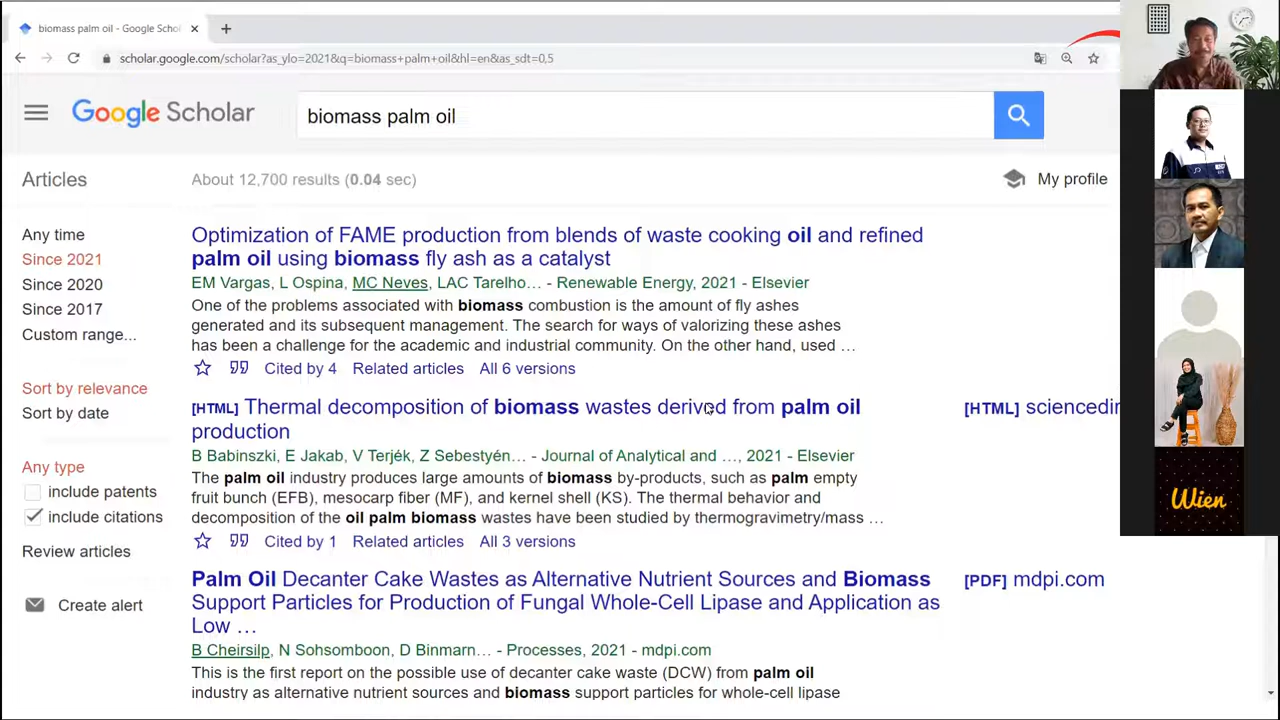 biomass palm oil - Google Schol
scholar.google.com/scholar?as_ylo=2021&q=biomass+palm+oil&hl=en&as_sdt=0,5
Google Scholar
biomass palm oil
Articles
About 12,700 results (0.04 sec)
My profile
Any time
Since 2021
Since 2020
Since 2017
Custom range...
Sort by relevance
Sort by date
Any type
include patents
include citations
Review articles
Create alert
Optimization of FAME production from blends of waste cooking oil and refined
palm oil using biomass fly ash as a catalyst
EM Vargas, L Ospina, MC Neves, LAC Tarelho… - Renewable Energy, 2021 - Elsevier
One of the problems associated with biomass combustion is the amount of fly ashes
generated and its subsequent management. The search for ways of valorizing these ashes
has been a challenge for the academic and industrial community. On the other hand, used …
Cited by 4 Related articles All 6 versions
[HTML] Thermal decomposition of biomass wastes derived from palm oil
production
[HTML] sciencedir
B Babinszki, E Jakab, V Terjék, Z Sebestyén… - Journal of Analytical and …, 2021 - Elsevier
The palm oil industry produces large amounts of biomass by-products, such as palm empty
fruit bunch (EFB), mesocarp fiber (MF), and kernel shell (KS). The thermal behavior and
decomposition of the oil palm biomass wastes have been studied by thermogravimetry/mass …
Cited by 1 Related articles All 3 versions
Palm Oil Decanter Cake Wastes as Alternative Nutrient Sources and Biomass
Support Particles for Production of Fungal Whole-Cell Lipase and Application as
Low …
[PDF] mdpi.com
B Cheirsilp, N Sohsomboon, D Binmarn… - Processes, 2021 - mdpi.com
This is the first report on the possible use of decanter cake waste (DCW) from palm oil
industry as alternative nutrient sources and biomass support particles for whole-cell lipase
Wien